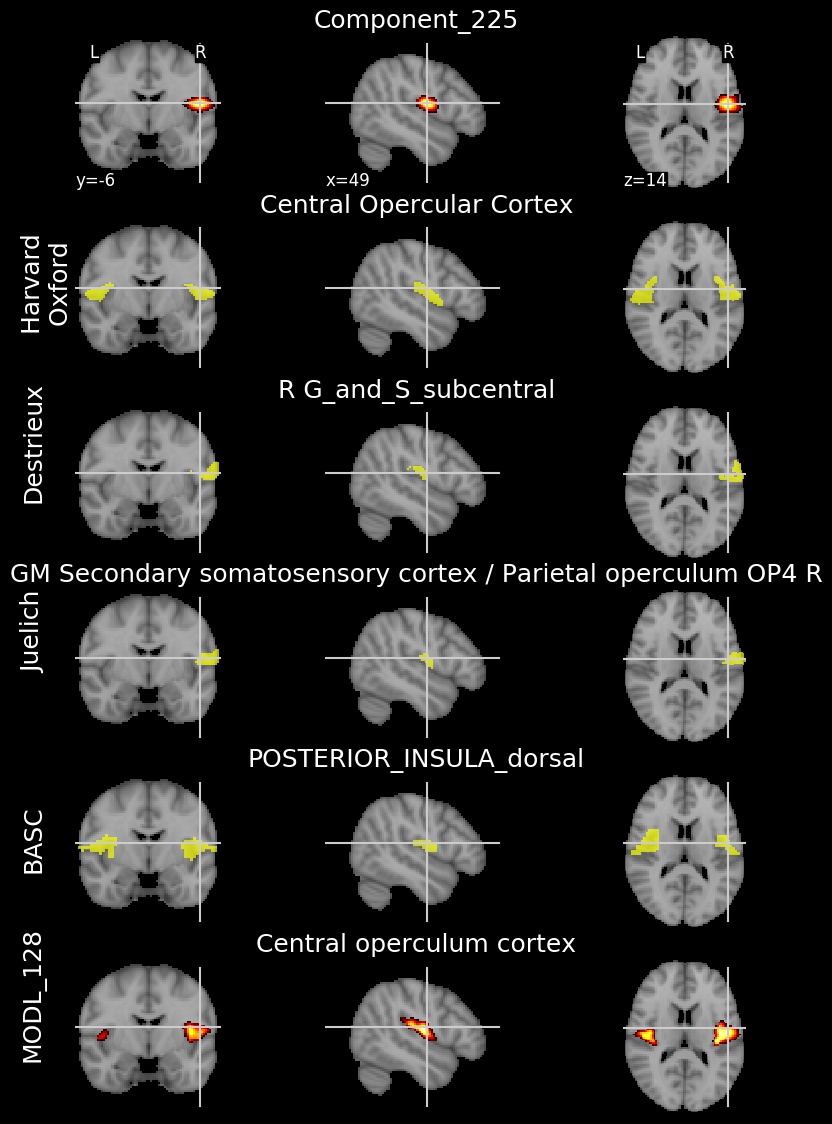 Component_225
L R L R
y=-6 x=49 z=14
Central Opercular Cortex
Harvard
Oxford
R G_and_S_subcentral
Destrieux
GM Secondary somatosensory cortex / Parietal operculum OP4 R
Juelich
POSTERIOR_INSULA_dorsal
BASC
Central operculum cortex
MODL_128